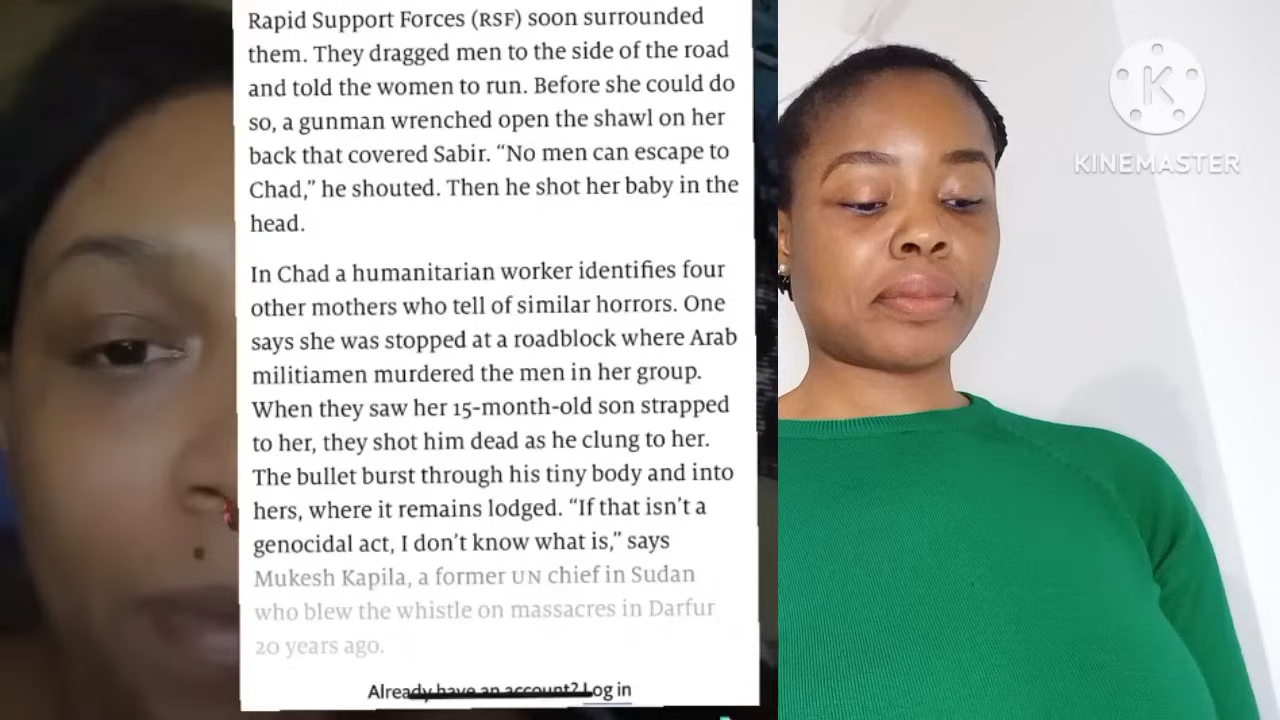 Rapid Support Forces (RSF) soon surrounded
them. They dragged men to the side of the road
and told the women to run. Before she could do
so, a gunman wrenched open the shawl on her
back that covered Sabir. “No men can escape to
Chad,” he shouted. Then he shot her baby in the
head.
In Chad a humanitarian worker identifies four
other mothers who tell of similar horrors. One
says she was stopped at a roadblock where Arab
militiamen murdered the men in her group.
When they saw her 15-month-old son strapped
to her, they shot him dead as he clung to her.
The bullet burst through his tiny body and into
hers, where it remains lodged. “If that isn’t a
genocidal act, I don’t know what is,” says
Mukesh Kapila, a former UN chief in Sudan
who blew the whistle on massacres in Darfur
20 years ago.
Already have an account? Log in
K
KINEMASTER